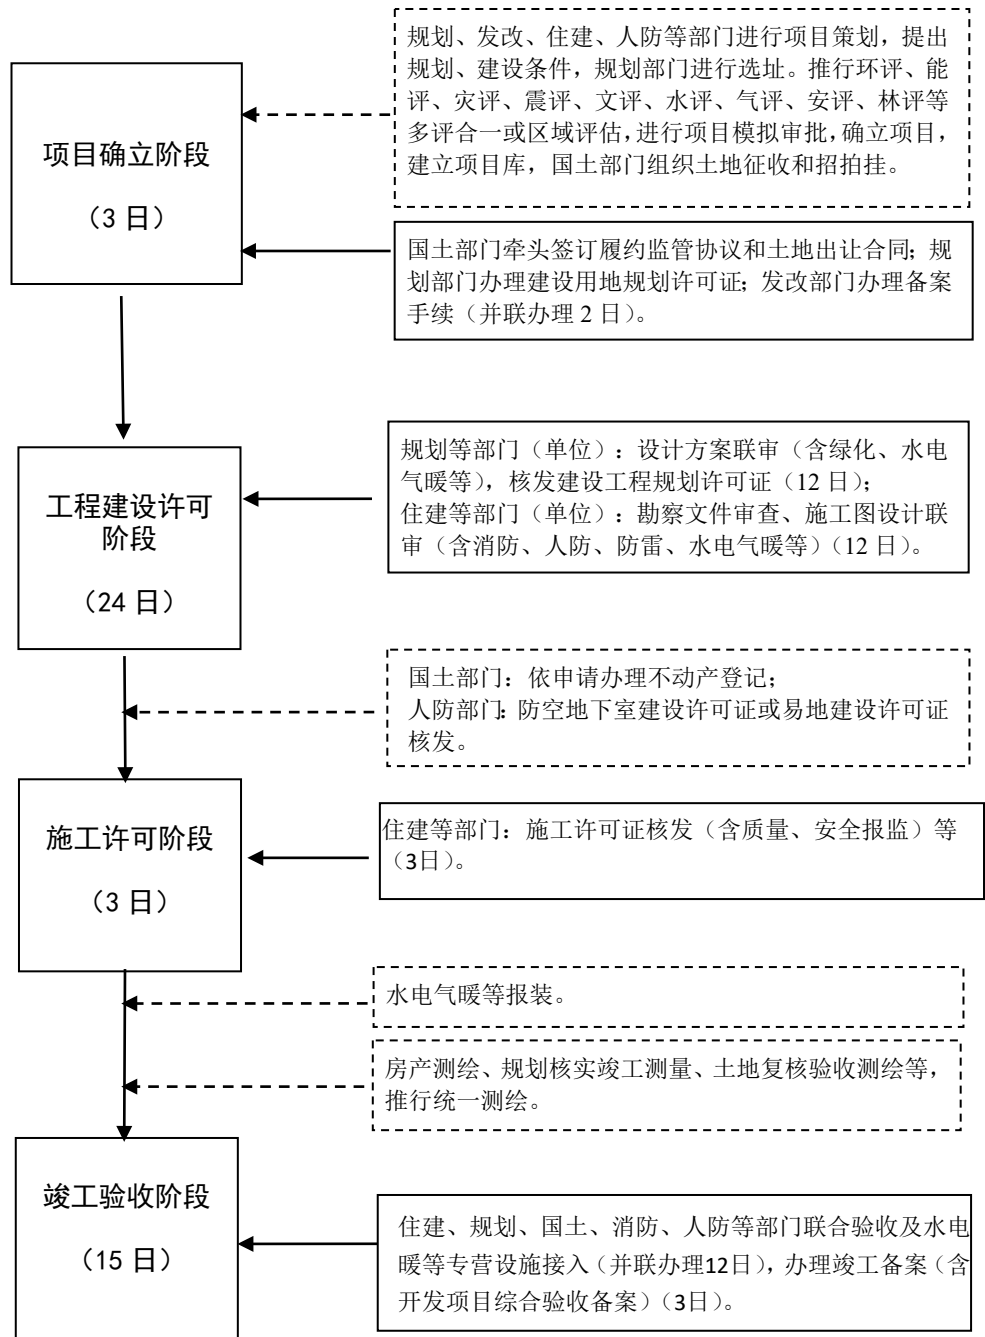 规划、发改、住建、人防等部门进行项目策划，提出
规划、建设条件，规划部门进行选址。推行环评、能
评、灾评、震评、文评、水评、气评、安评、林评等
多评合一或区域评估，进行项目模拟审批，确立项目，
建立项目库，国土部门组织土地征收和招拍挂。
项目确立阶段
（3 日）
国土部门牵头签订履约监管协议和土地出让合同；规
划部门办理建设用地规划许可证；发改部门办理备案
手续（并联办理 2 日）。
规划等部门（单位）：设计方案联审（含绿化、水电
气暖等），核发建设工程规划许可证（12 日）；
住建等部门（单位）：勘察文件审查、施工图设计联
审（含消防、人防、防雷、水电气暖等）（12 日）。
工程建设许可
阶段
（24 日）
国土部门：依申请办理不动产登记；
人防部门：防空地下室建设许可证或易地建设许可证
核发。
施工许可阶段
（3 日）
住建等部门：施工许可证核发（含质量、安全报监）等
（3日）。
水电气暖等报装。
房产测绘、规划核实竣工测量、土地复核验收测绘等，
推行统一测绘。
竣工验收阶段
（15 日）
住建、规划、国土、消防、人防等部门联合验收及水电
暖等专营设施接入（并联办理12日），办理竣工备案（含
开发项目综合验收备案）（3日）。